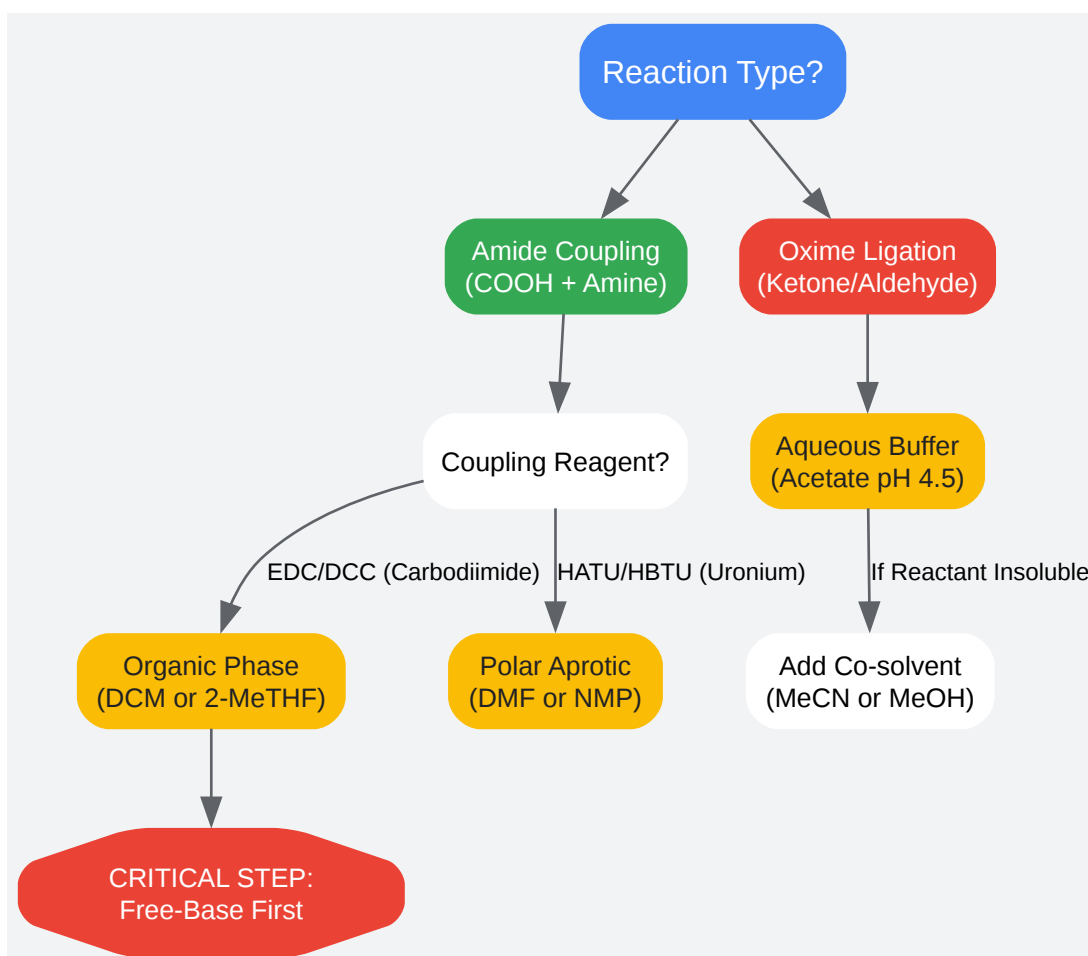 Reaction Type?
Amide Coupling
(COOH + Amine)
Oxime Ligation
(Ketone/Aldehyde)
Coupling Reagent?
Aqueous Buffer
(Acetate pH 4.5)
EDC/DCC (Carbodiimide)
HATU/HBTU (Uronium)
If Reactant Insoluble
Organic Phase
(DCM or 2-MeTHF)
Polar Aprotic
(DMF or NMP)
Add Co-solvent
(MeCN or MeOH)
CRITICAL STEP:
Free-Base First